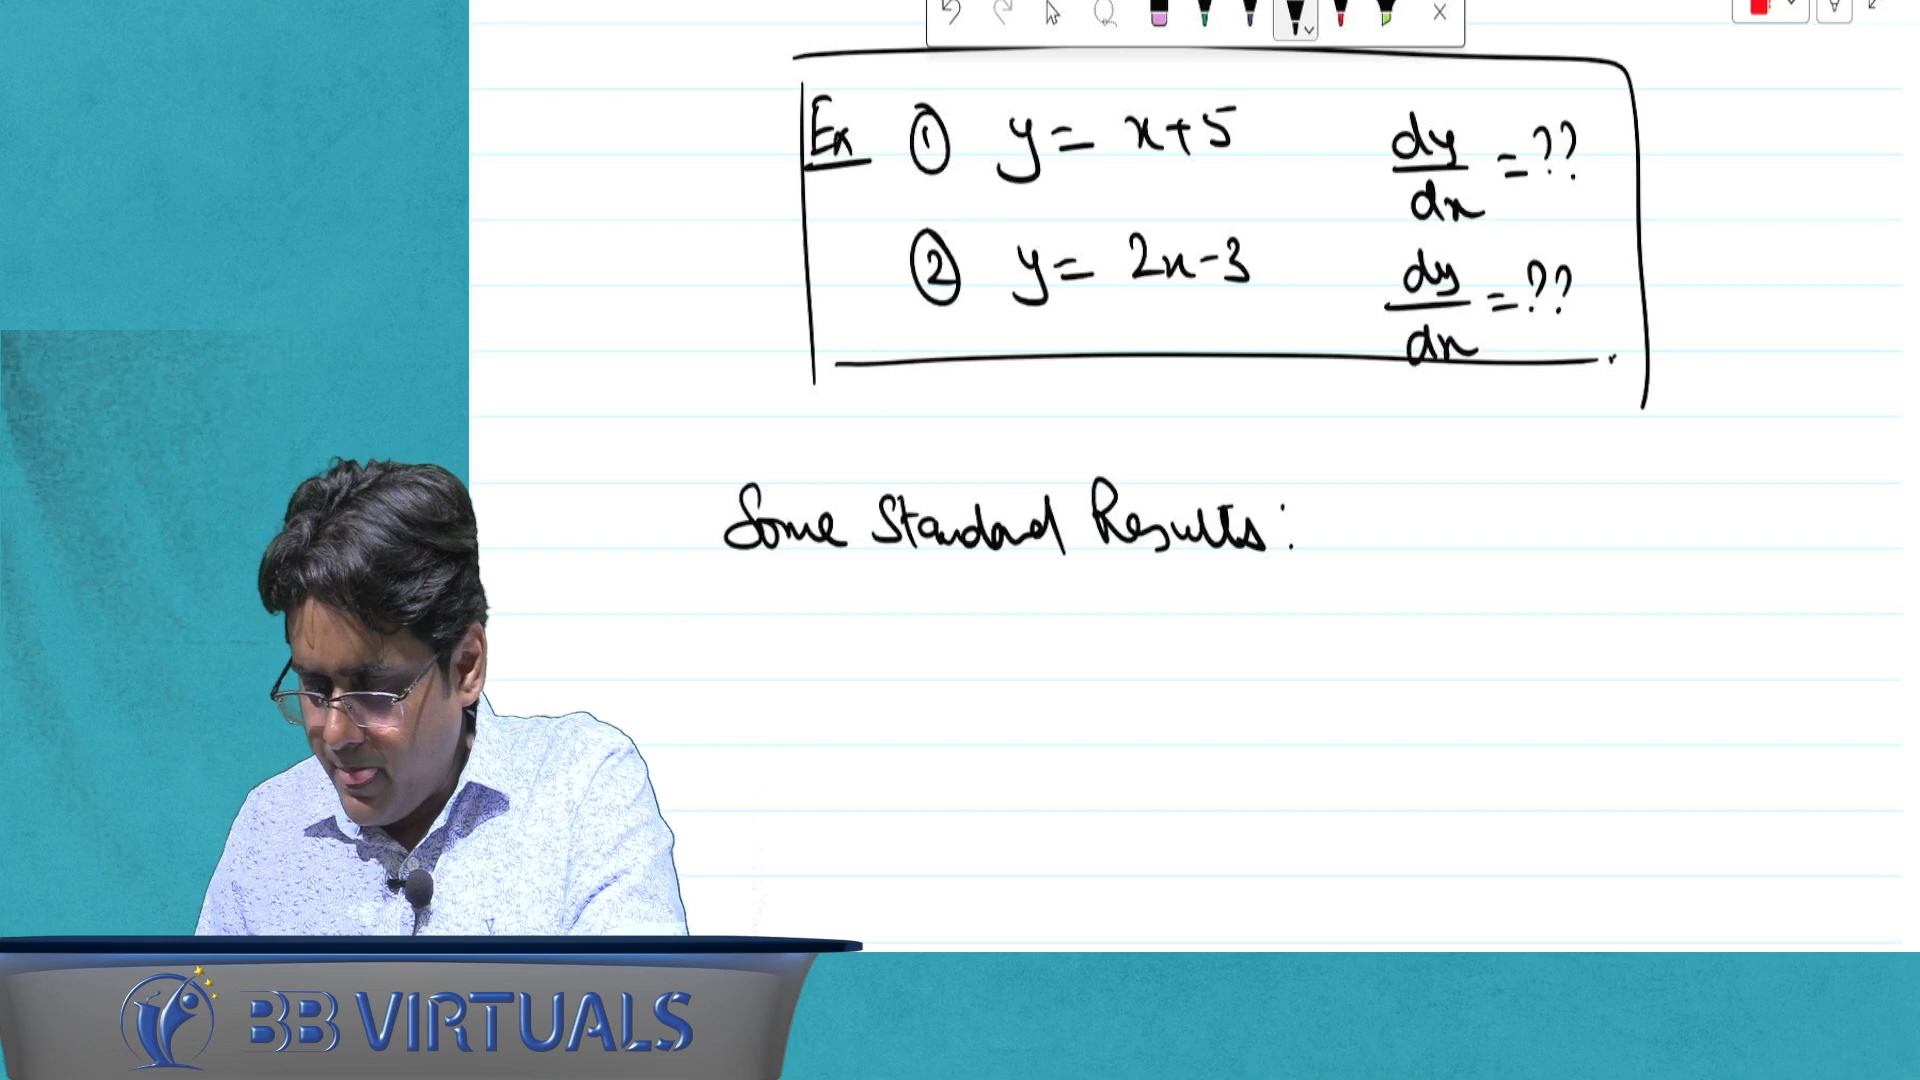 Ex ① y = x+5 dy/dx = ??
② y = 2x-3 dy/dx = ??
Some Standard Results:
BB VIRTUALS